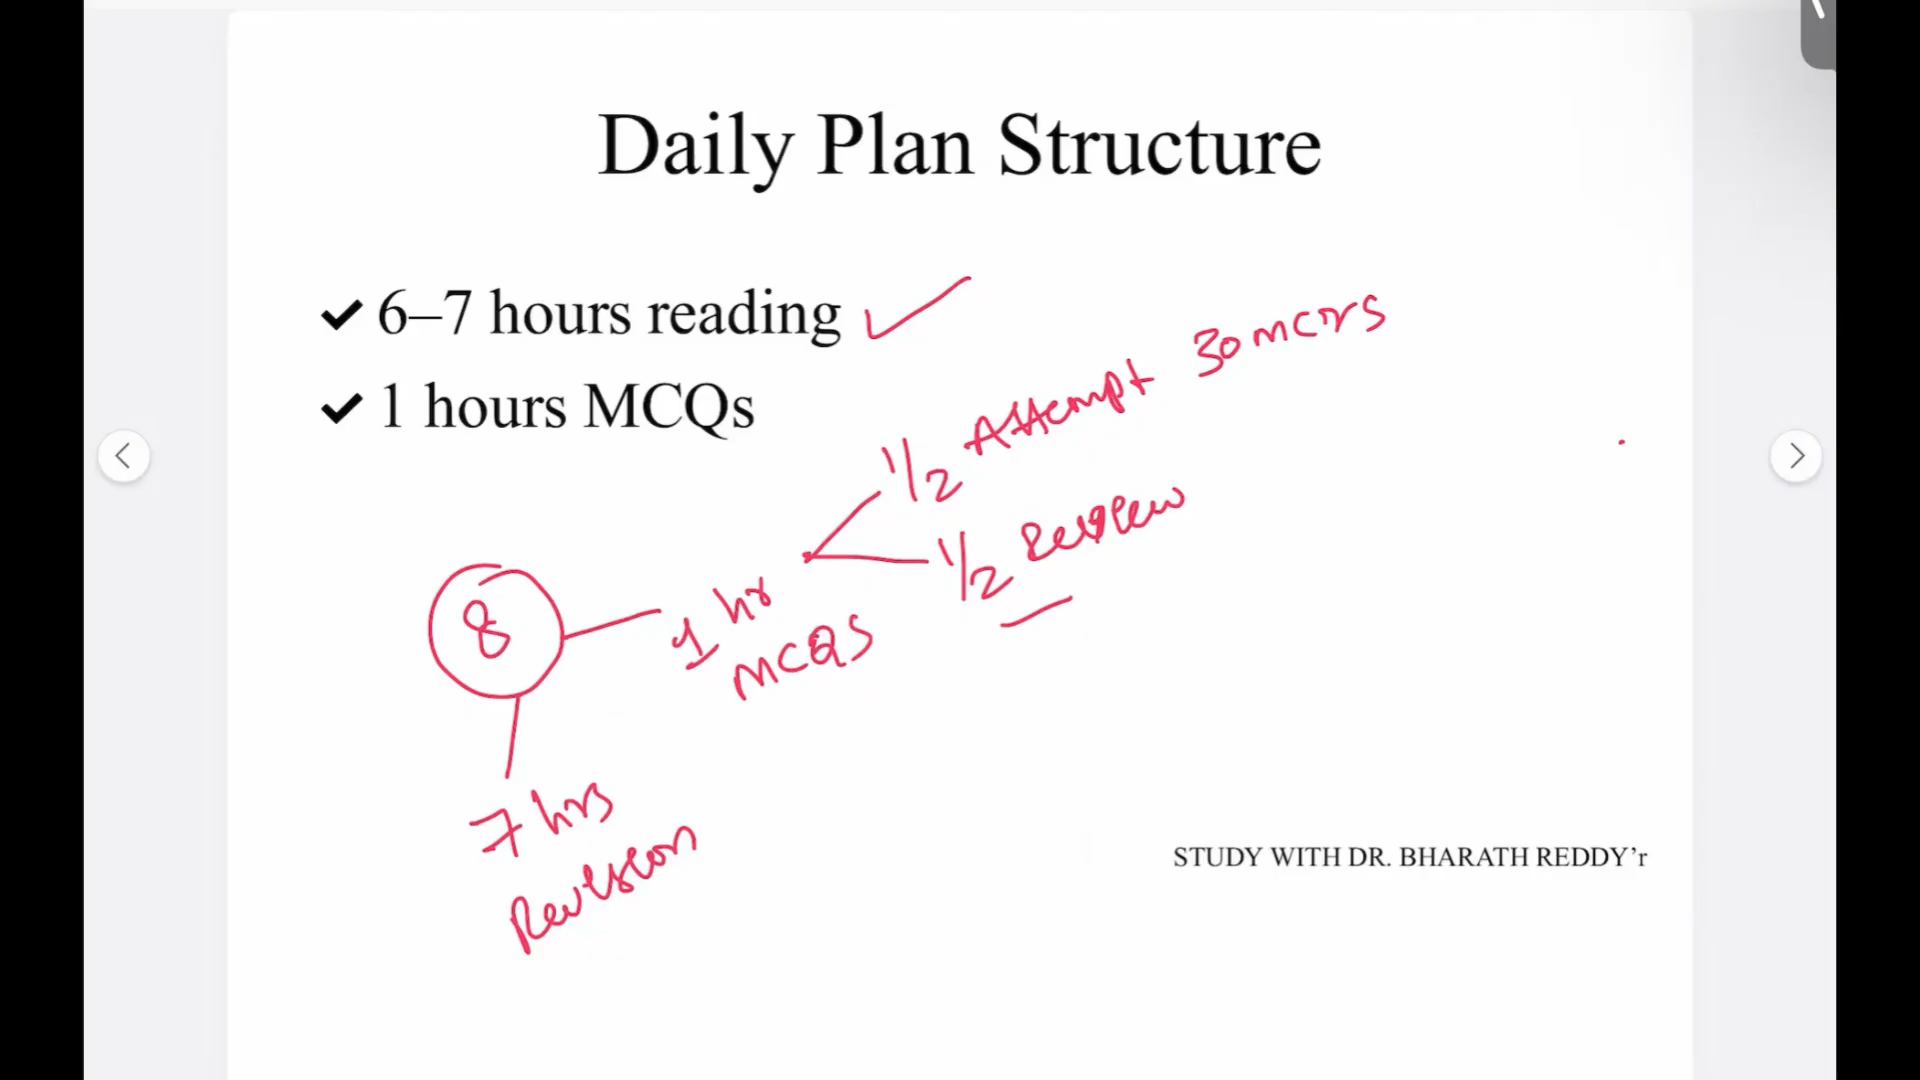 Daily Plan Structure
✔ 6–7 hours reading
✔ 1 hours MCQs
1/2 Attempt 30 MCQS
1/2 Review
8
1 hr
MCQS
7 hrs
Revision
STUDY WITH DR. BHARATH REDDY’r